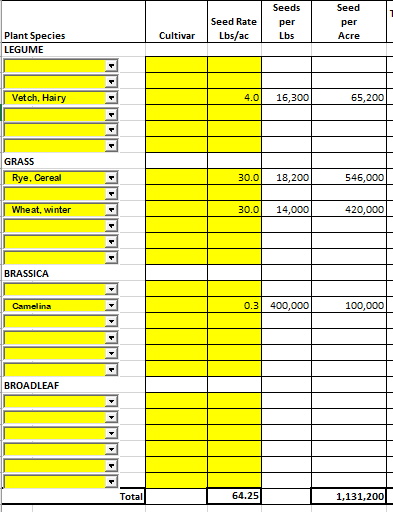 Plant Species Cultivar Seed Rate Lbs/ac Seeds per Lbs Seed per Acre
LEGUME
Vetch, Hairy 4.0 16,300 65,200
GRASS
Rye, Cereal 30.0 18,200 546,000
Wheat, winter 30.0 14,000 420,000
BRASSICA
Camelina 0.3 400,000 100,000
BROADLEAF
Total 64.25 1,131,200